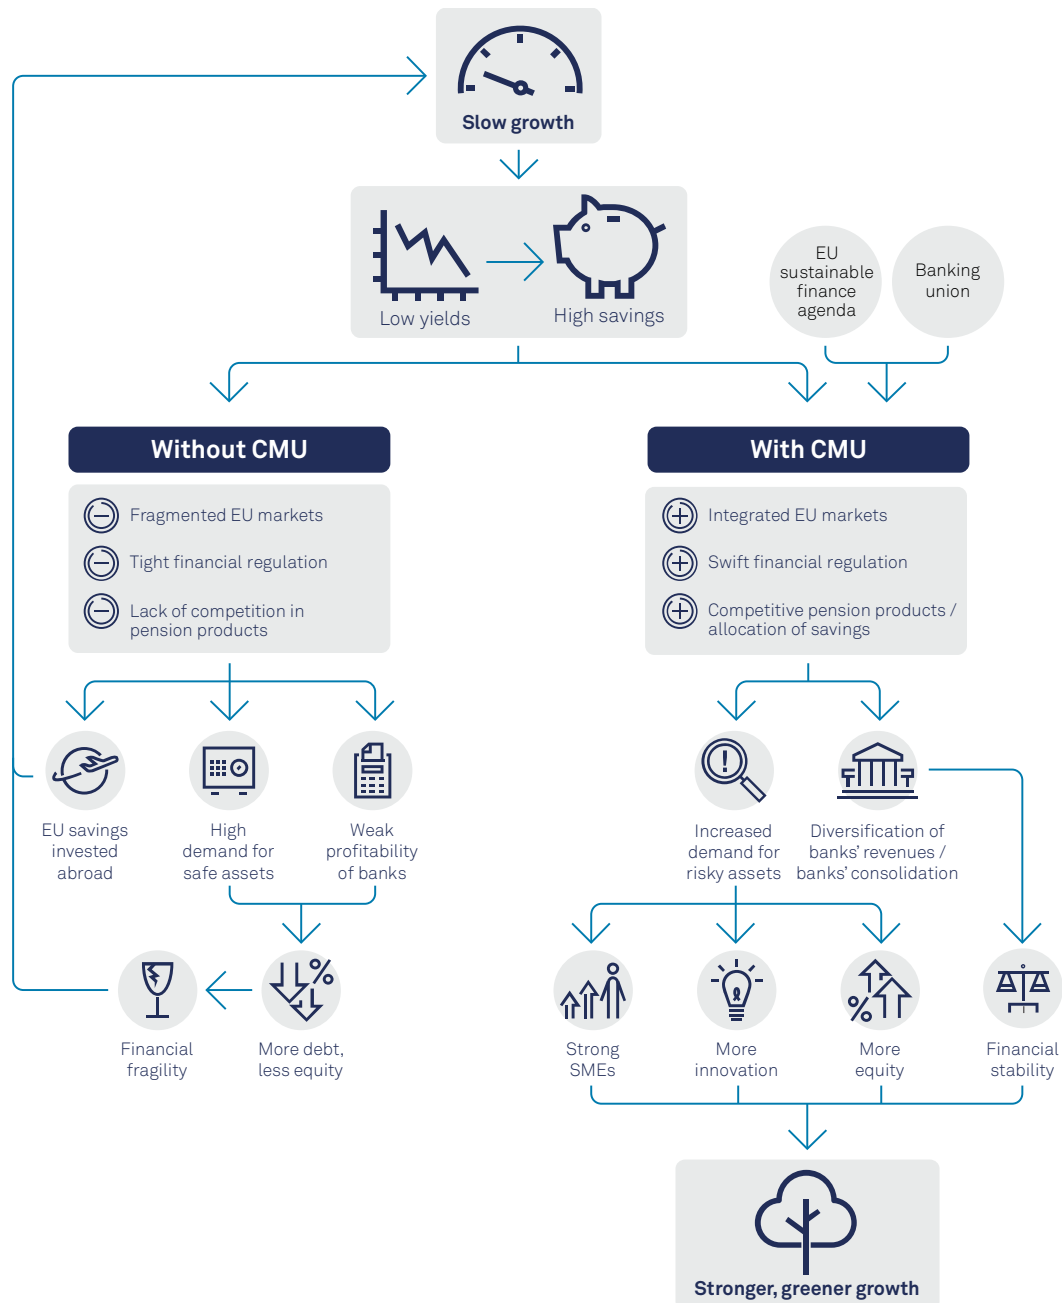 Slow growth
Low yields
High savings
EU
sustainable
finance
agenda
Banking
union
Without CMU
Fragmented EU markets
Tight financial regulation
Lack of competition in
pension products
With CMU
Integrated EU markets
Swift financial regulation
Competitive pension products /
allocation of savings
EU savings
invested
abroad
High
demand for
safe assets
Weak
profitability
of banks
Increased
demand for
risky assets
Diversification of
banks’ revenues /
banks’ consolidation
%
%
Financial
fragility
More debt,
less equity
Strong
SMEs
More
innovation
More
equity
Financial
stability
Stronger, greener growth